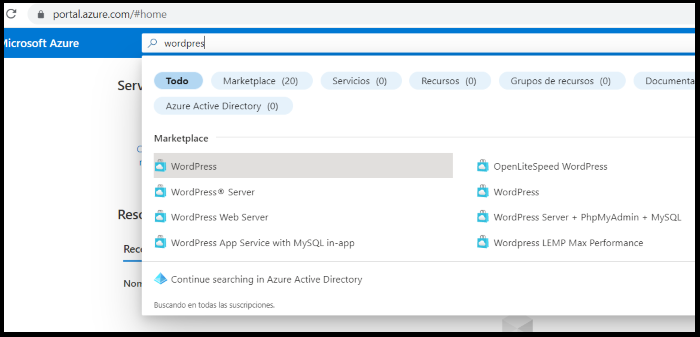 portal.azure.com/#home
Microsoft Azure
wordpres
Serv
Todo
Marketplace (20)
Servicios (0)
Recursos (0)
Grupos de recursos (0)
Documenta
Azure Active Directory (0)
Marketplace
WordPress
OpenLiteSpeed WordPress
WordPress® Server
WordPress
WordPress Web Server
WordPress Server + PhpMyAdmin + MySQL
WordPress App Service with MySQL in-app
Wordpress LEMP Max Performance
Reso
Rece
Nom
Continue searching in Azure Active Directory
Buscando en todas las suscripciones.